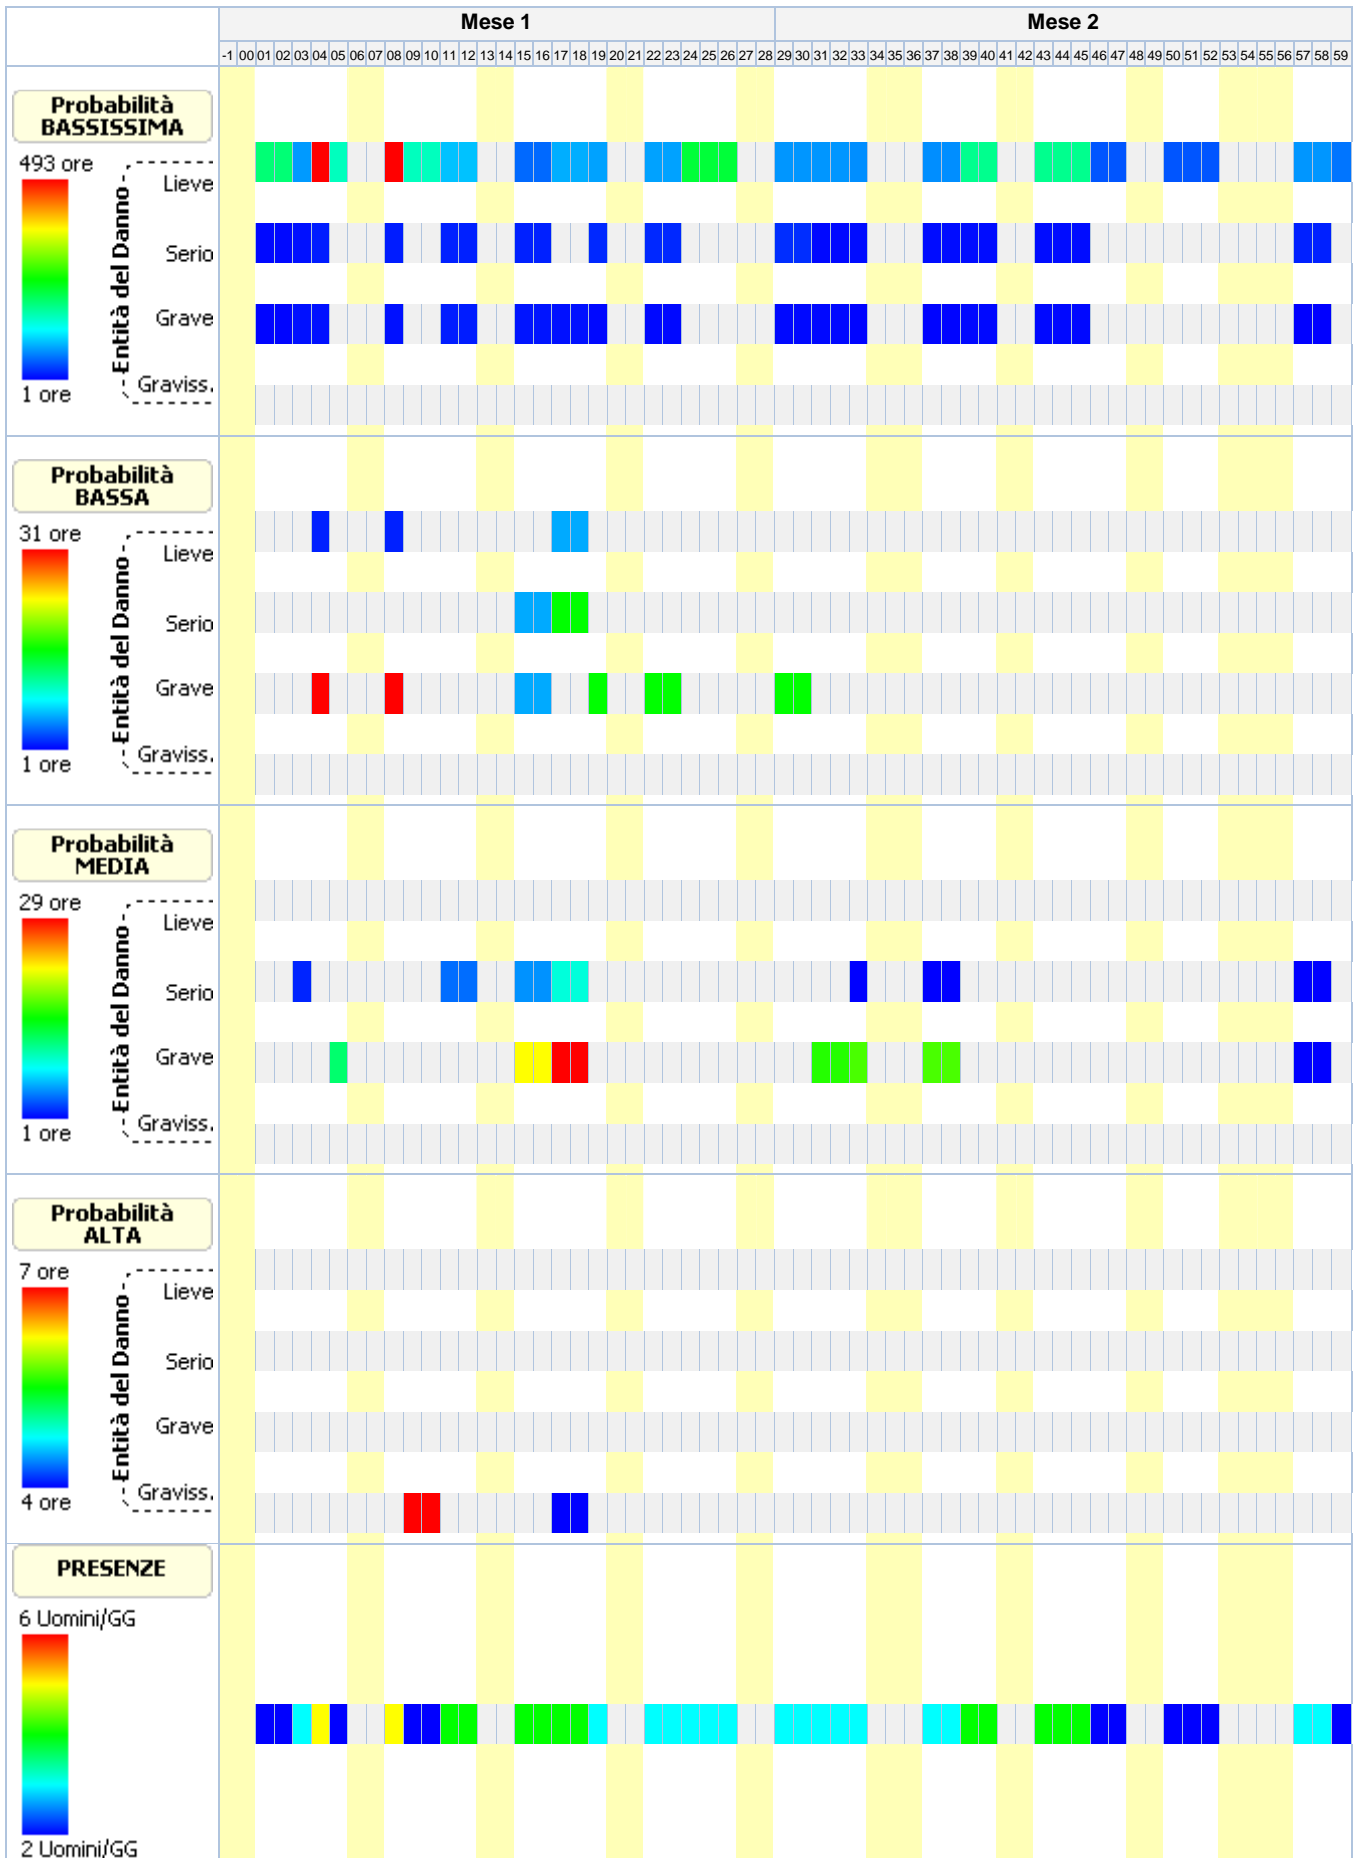 Mese 1 Mese 2
-1 00 01 02 03 04 05 06 07 08 09 10 11 12 13 14 15 16 17 18 19 20 21 22 23 24 25 26 27 28 29 30 31 32 33 34 35 36 37 38 39 40 41 42 43 44 45 46 47 48 49 50 51 52 53 54 55 56 57 58 59
Probabilità
BASSISSIMA
493 ore
Entità del Danno
Lieve
Serio
Grave
Graviss.
1 ore
Probabilità
BASSA
31 ore
Entità del Danno
Lieve
Serio
Grave
Graviss.
1 ore
Probabilità
MEDIA
29 ore
Entità del Danno
Lieve
Serio
Grave
Graviss.
1 ore
Probabilità
ALTA
7 ore
Entità del Danno
Lieve
Serio
Grave
Graviss.
4 ore
PRESENZE
6 Uomini/GG
2 Uomini/GG